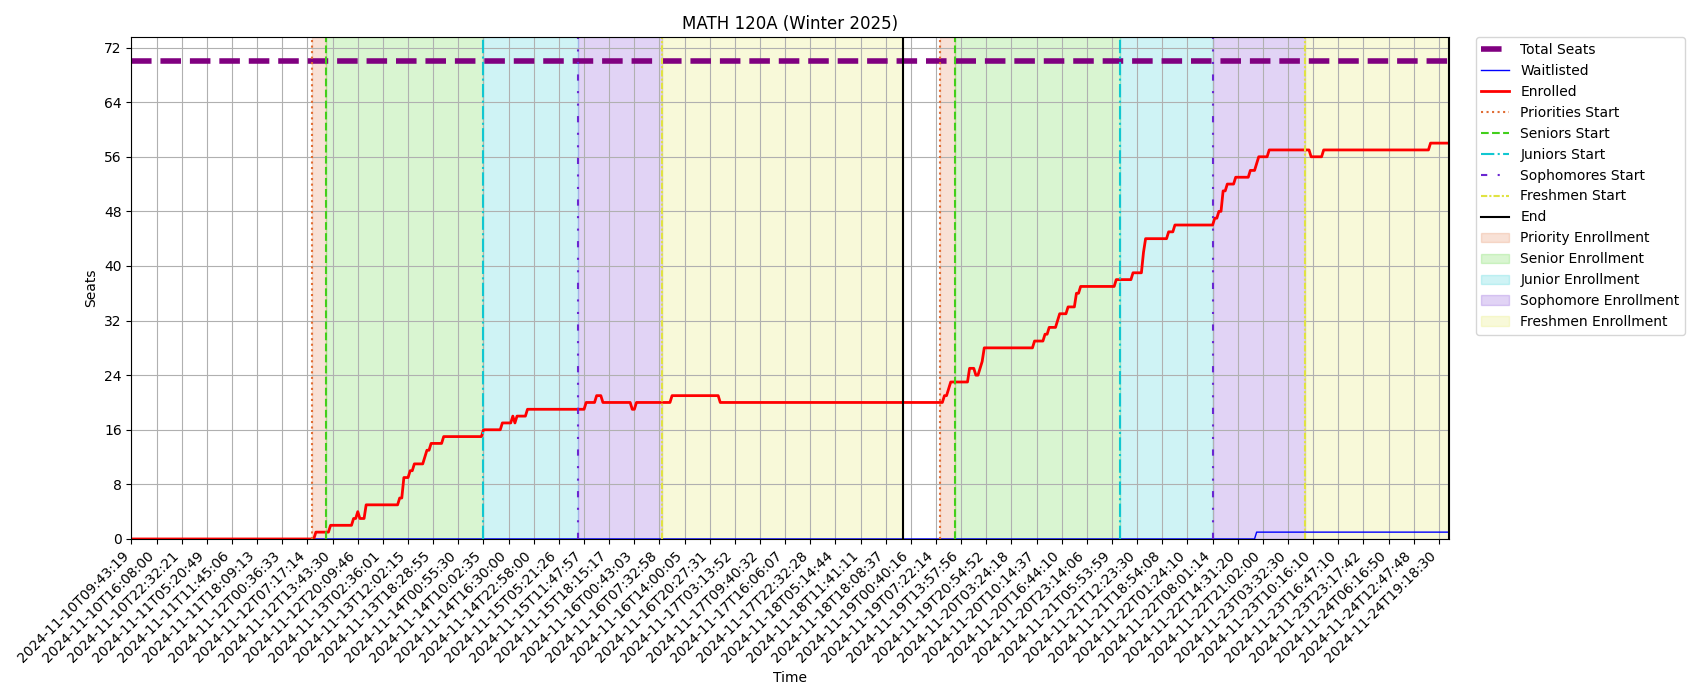 MATH 120A (Winter 2025)
72
64
56
48
40
32
24
16
8
0
Seats
2024-11-10T09:43:19
2024-11-10T16:08:00
2024-11-10T22:32:21
2024-11-11T05:20:49
2024-11-11T11:45:06
2024-11-11T18:09:13
2024-11-12T00:36:33
2024-11-12T07:17:14
2024-11-12T13:43:30
2024-11-12T20:09:46
2024-11-13T02:36:01
2024-11-13T12:02:15
2024-11-13T18:28:55
2024-11-14T00:55:30
2024-11-14T10:02:35
2024-11-14T16:30:00
2024-11-14T22:58:00
2024-11-15T05:21:26
2024-11-15T11:47:57
2024-11-15T18:15:17
2024-11-16T00:43:03
2024-11-16T07:32:58
2024-11-16T14:00:05
2024-11-16T20:27:31
2024-11-17T03:13:52
2024-11-17T09:40:32
2024-11-17T16:06:07
2024-11-17T22:32:28
2024-11-18T05:14:44
2024-11-18T11:41:11
2024-11-18T18:08:37
2024-11-19T00:40:16
2024-11-19T07:22:14
2024-11-19T13:57:56
2024-11-19T20:54:52
2024-11-20T03:24:18
2024-11-20T10:14:37
2024-11-20T16:44:10
2024-11-20T23:14:06
2024-11-21T05:53:59
2024-11-21T12:23:30
2024-11-21T18:54:08
2024-11-22T01:24:10
2024-11-22T08:01:14
2024-11-22T14:31:20
2024-11-22T21:02:00
2024-11-23T03:32:30
2024-11-23T10:16:10
2024-11-23T16:47:10
2024-11-23T23:17:42
2024-11-24T06:16:50
2024-11-24T12:47:48
2024-11-24T19:18:30
Time
Total Seats
Waitlisted
Enrolled
Priorities Start
Seniors Start
Juniors Start
Sophomores Start
Freshmen Start
End
Priority Enrollment
Senior Enrollment
Junior Enrollment
Sophomore Enrollment
Freshmen Enrollment